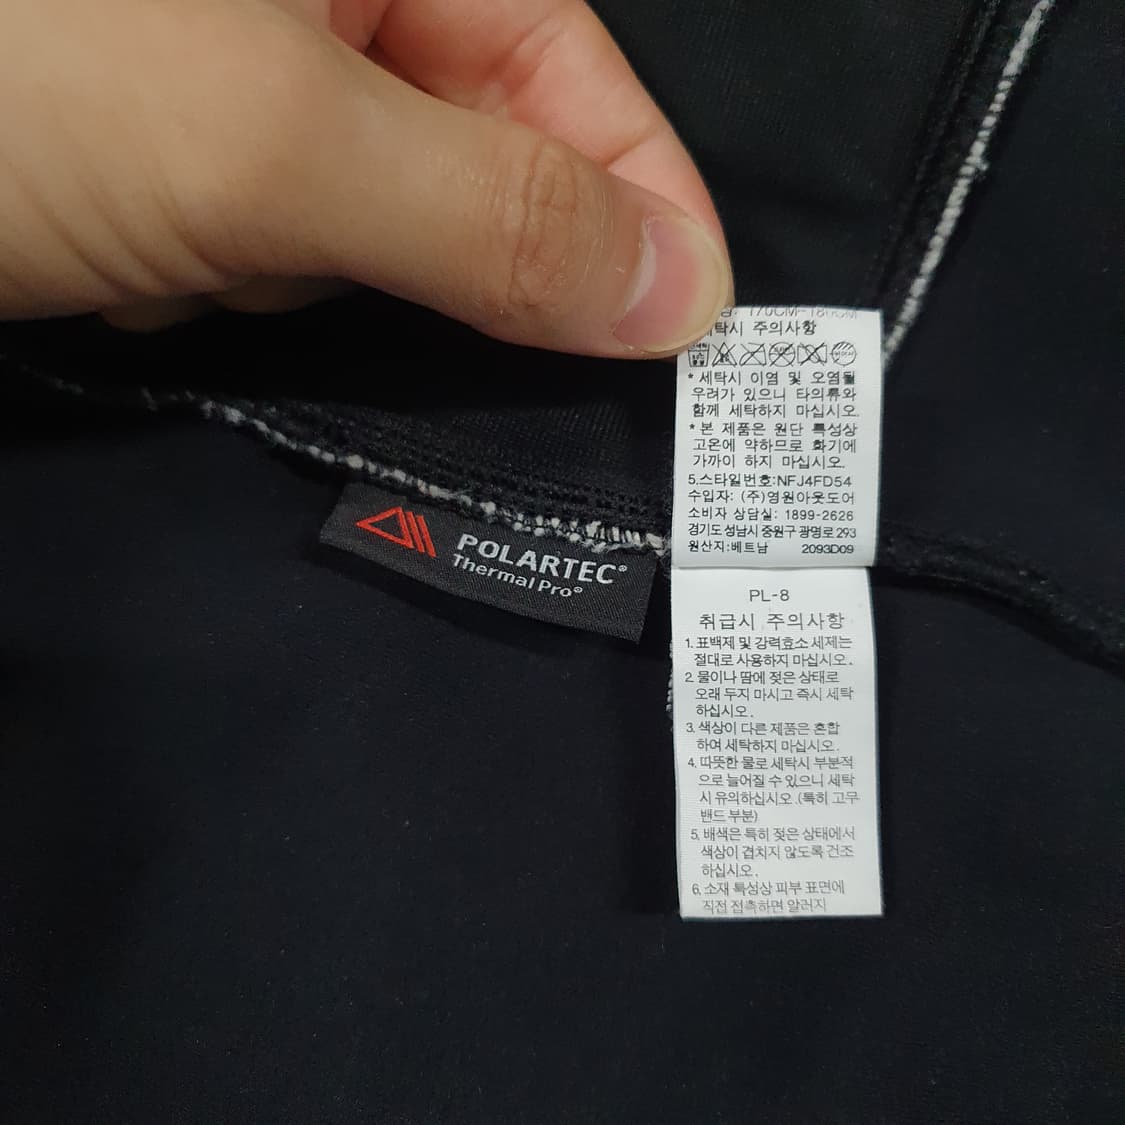 170CM~180CM
탁시 주의사항
* 세탁시 이염 및 오염될
우려가 있으니 타의류와
함께 세탁하지 마십시오.
* 본 제품은 원단 특성상
고온에 약하므로 화기에
가까이 하지 마십시오.
5.스타일번호:NFJ4FD54
수입자: (주)영원아웃도어
소비자 상담실: 1899-2626
경기도 성남시 중원구 광명로 293
원산지:베트남 2093D09
POLARTEC®
Thermal Pro®
PL-8
취급시 주의사항
1. 표백제 및 강력효소 세제는
절대로 사용하지 마십시오.
2. 물이나 땀에 젖은 상태로
오래 두지 마시고 즉시 세탁
하십시오.
3. 색상이 다른 제품은 혼합
하여 세탁하지 마십시오.
4. 따뜻한 물로 세탁시 부분적
으로 늘어질 수 있으니 세탁
시 유의하십시오.(특히 고무
밴드 부분)
5. 배색은 특히 젖은 상태에서
색상이 겹치지 않도록 건조
하십시오.
6. 소재 특성상 피부 표면에
직접 접촉하면 알러지